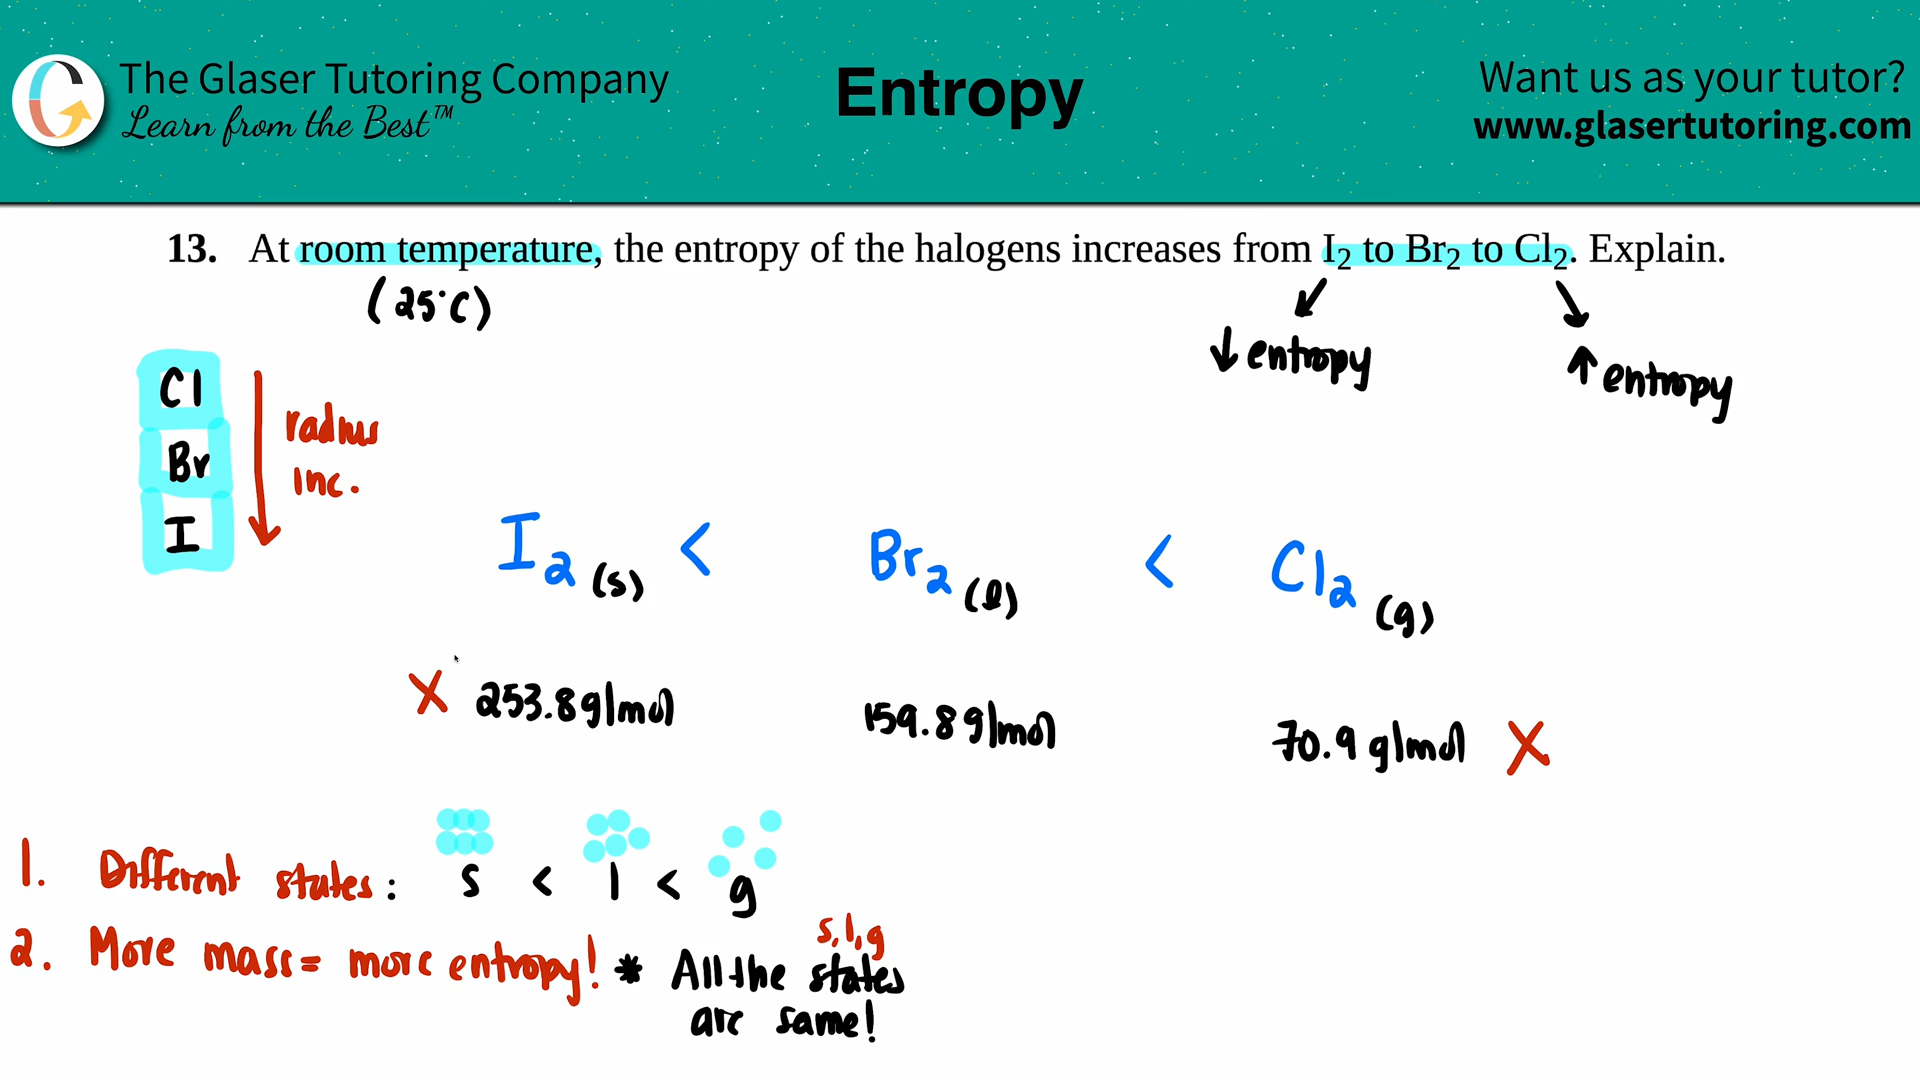 The Glaser Tutoring Company
Learn from the Best™
Entropy
Want us as your tutor?
www.glasertutoring.com
13. At room temperature, the entropy of the halogens increases from I₂ to Br₂ to Cl₂. Explain.
(25°C)
↓ entropy
↑ entropy
Cl
Br
I
radius
inc.
I₂ (s) < Br₂ (l) < Cl₂ (g)
X 253.8 g/mol 159.8 g/mol 70.9 g/mol X
1. Different states: s < l < g
s, l, g
2. More mass = more entropy! * All the states
are same!